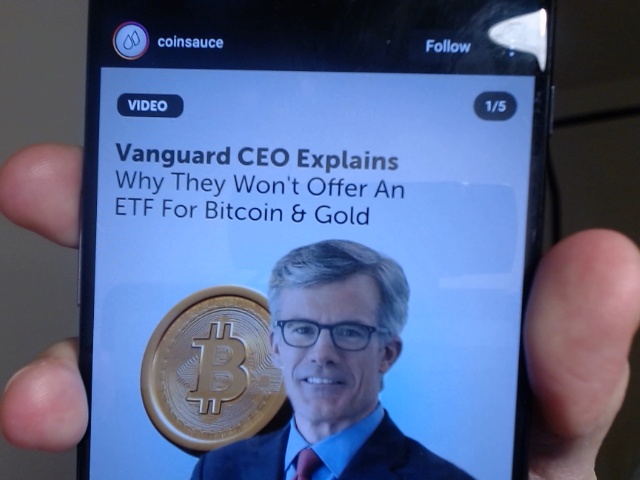 coinsauce
Follow
VIDEO
1/5
Vanguard CEO Explains
Why They Won't Offer An
ETF For Bitcoin & Gold